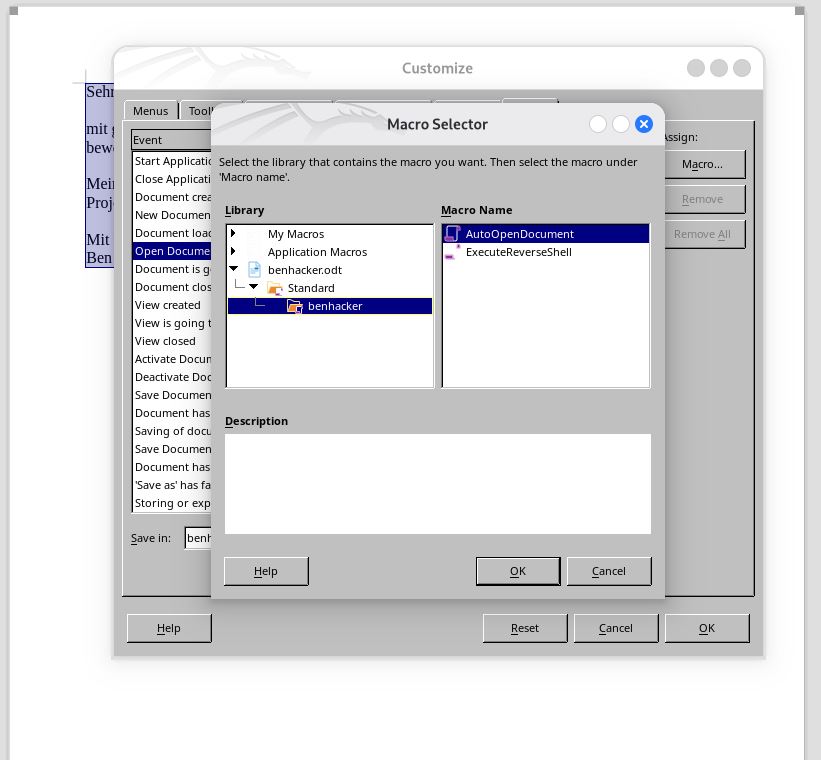 Customize
Menus
Macro Selector
Sehr
mit
bew
Mein
Proj
Mit
Ben
Event
Assign:
Start Applicatio
Close Applicati
Document crea
New Documen
Document load
Open Docume
Document is g
Document clos
View created
View is going t
View closed
Activate Docum
Deactivate Doc
Save Documen
Document has
Saving of docu
Save Documen
Document has
'Save as' has fa
Storing or exp
Save in:
benh
Macro...
Remove
Remove All
Select the library that contains the macro you want. Then select the macro under
'Macro name'.
Library
Macro Name
My Macros
Application Macros
benhacker.odt
Standard
benhacker
AutoOpenDocument
ExecuteReverseShell
Description
Help
OK
Cancel
Help
Reset
Cancel
OK